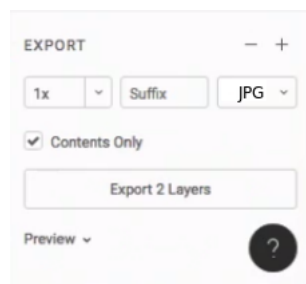 EXPORT − +
1x Suffix JPG
Contents Only
Export 2 Layers
Preview
?